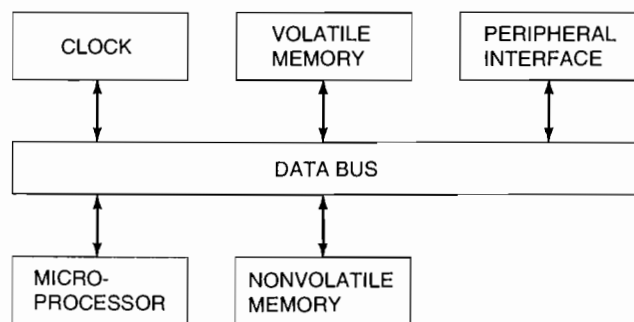 CLOCK
VOLATILE
MEMORY
PERIPHERAL
INTERFACE
DATA BUS
MICRO-
PROCESSOR
NONVOLATILE
MEMORY